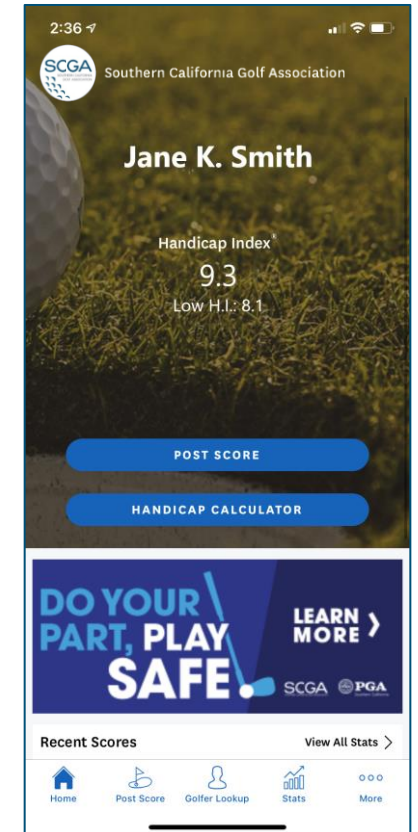 2:36
SCGA
Southern California Golf Association
Jane K. Smith
Handicap Index®
9.3
Low H.I.: 8.1
POST SCORE
HANDICAP CALCULATOR
DO YOUR
PART, PLAY
SAFE
LEARN
MORE
SCGA PGA
Recent Scores View All Stats
Home Post Score Golfer Lookup Stats More